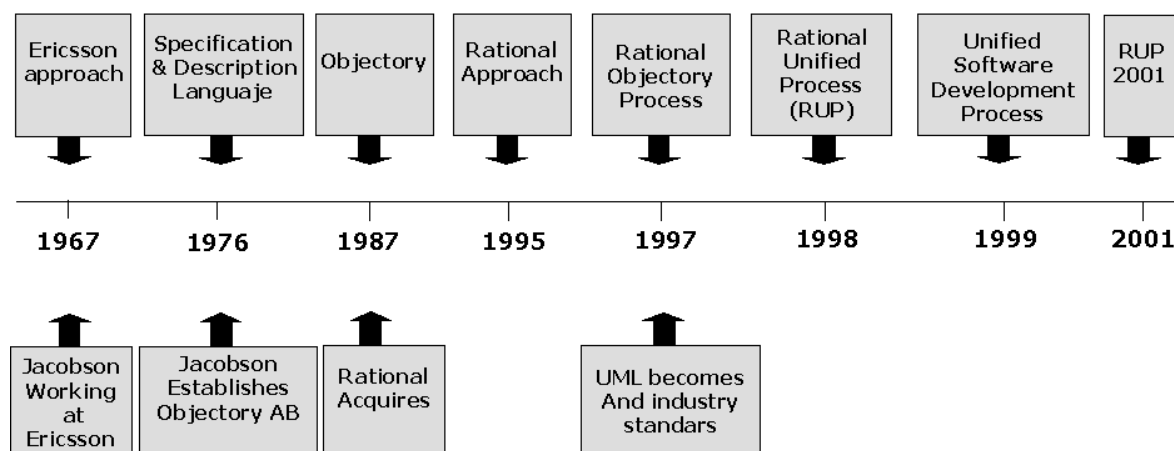 Ericsson
approach
Specification
& Description
Languaje
Objectory
Rational
Approach
Rational
Objectory
Process
Rational
Unified
Process
(RUP)
Unified
Software
Development
Process
RUP
2001
1967
1976
1987
1995
1997
1998
1999
2001
Jacobson
Working
at
Ericsson
Jacobson
Establishes
Objectory AB
Rational
Acquires
UML becomes
And industry
standars